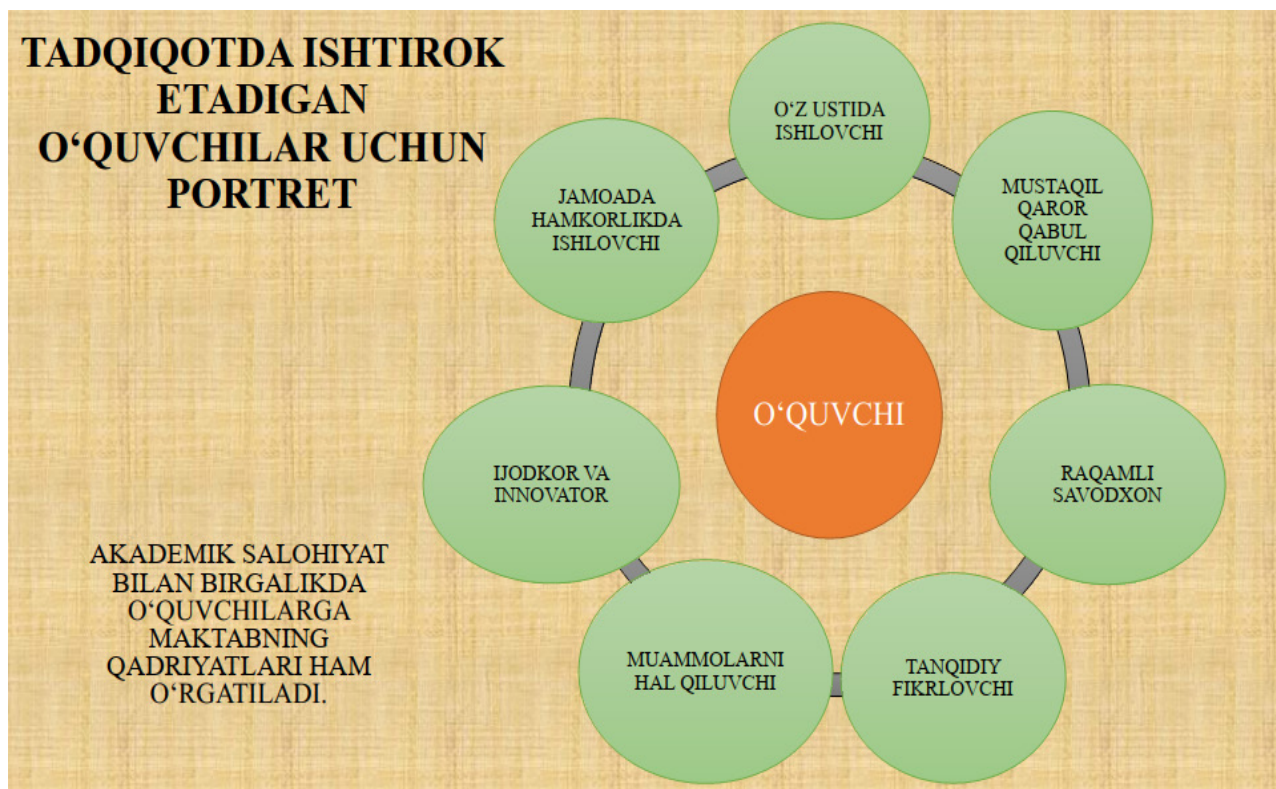 TADQIQOTDA ISHTIROK
ETADIGAN
O‘QUVCHILAR UCHUN
PORTRET
O‘Z USTIDA
ISHLOVCHI
MUSTAQIL
QAROR
QABUL
QILUVCHI
RAQAMLI
SAVODXON
TANQIDIY
FIKRLOVCHI
MUAMMOLARNI
HAL QILUVCHI
IJODKOR VA
INNOVATOR
JAMOADA
HAMKORLIKDA
ISHLOVCHI
O‘QUVCHI
AKADEMIK SALOHIYAT
BILAN BIRGALIKDA
O‘QUVCHILARGA
MAKTABNING
QADRIYATLARI HAM
O‘RGATILADI.